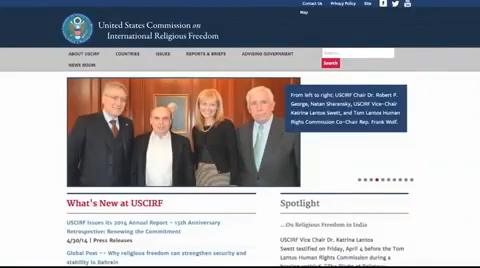 Contact Us Privacy Policy Site
Map
United States Commission on
International Religious Freedom
ABOUT USCIRF COUNTRIES ISSUES REPORTS & BRIEFS ADVISING GOVERNMENT
NEWS ROOM
Search
From left to right: USCIRF Chair Dr. Robert P.
George, Natan Sharansky, USCIRF Vice-Chair
Katrina Lantos Swett, and Tom Lantos Human
Rights Commission Co-Chair Rep. Frank Wolf.
What's New at USCIRF
USCIRF Issues its 2014 Annual Report - 15th Anniversary
Retrospection: Renewing the Commitment
4/30/14 | Press Releases
Global Post -- Why religious freedom can strengthen security and
stability in Bahrain
Spotlight
...On Religious Freedom in India
USCIRF Vice Chair Dr. Katrina Lantos
Swett testified on Friday, April 4 before the Tom
Lantos Human Rights Commission during a